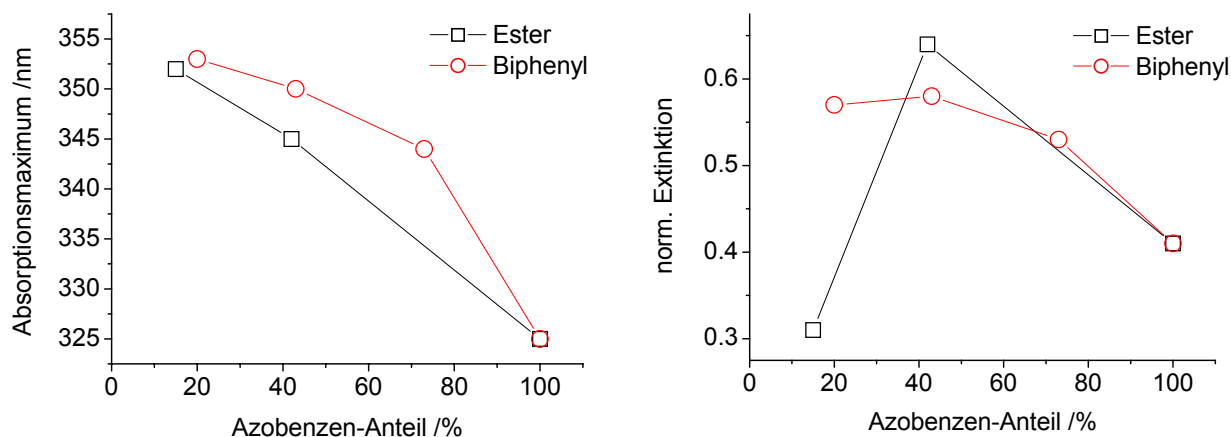 Absorptionsmaximum /nm
355
350
345
340
335
330
325
0 20 40 60 80 100
Azobenzen-Anteil /%
Ester
Biphenyl
norm. Extinktion
0.6
0.5
0.4
0.3
0 20 40 60 80 100
Azobenzen-Anteil /%
Ester
Biphenyl